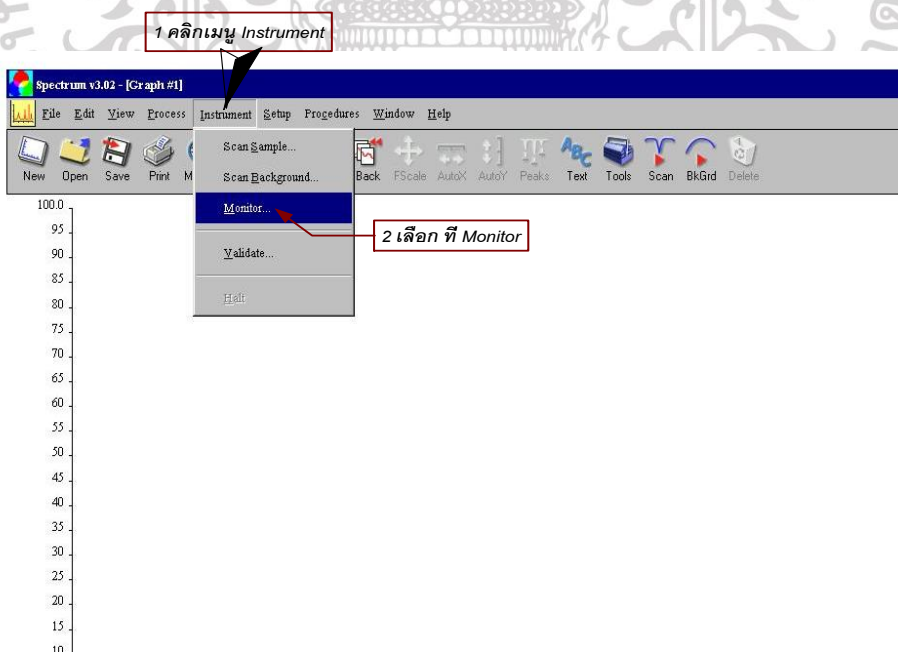 1 คลิกเมนู Instrument
Spectrum v3.02 - [Graph #1]
File Edit View Process Instrument Setup Procedures Window Help
New Open Save Print Back FScale AutoX AutoY Peaks Text Tools Scan BkGrd Delete
Scan Sample...
Scan Background...
Monitor...
2 เลือก ที่ Monitor
Validate...
Halt
100.0
95
90
85
80
75
70
65
60
55
50
45
40
35
30
25
20
15
10